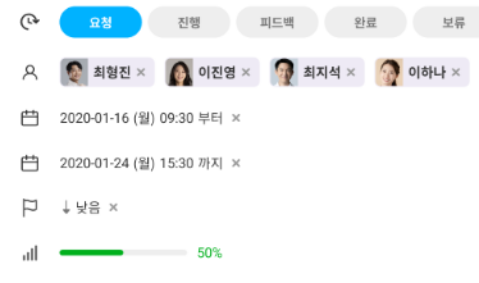 요청 진행 피드백 완료 보류
최형진 × 이진영 × 최지석 × 이하나 ×
2020-01-16 (월) 09:30 부터 ×
2020-01-24 (월) 15:30 까지 ×
↓ 낮음 ×
50%